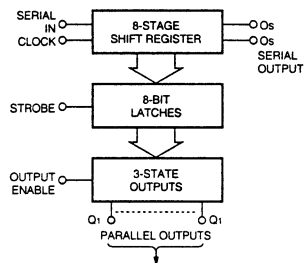 SERIAL
IN
CLOCK
8-STAGE
SHIFT REGISTER
Os
Os
SERIAL
OUTPUT
STROBE
8-BIT
LATCHES
OUTPUT
ENABLE
3-STATE
OUTPUTS
Q1
Q1
PARALLEL OUTPUTS